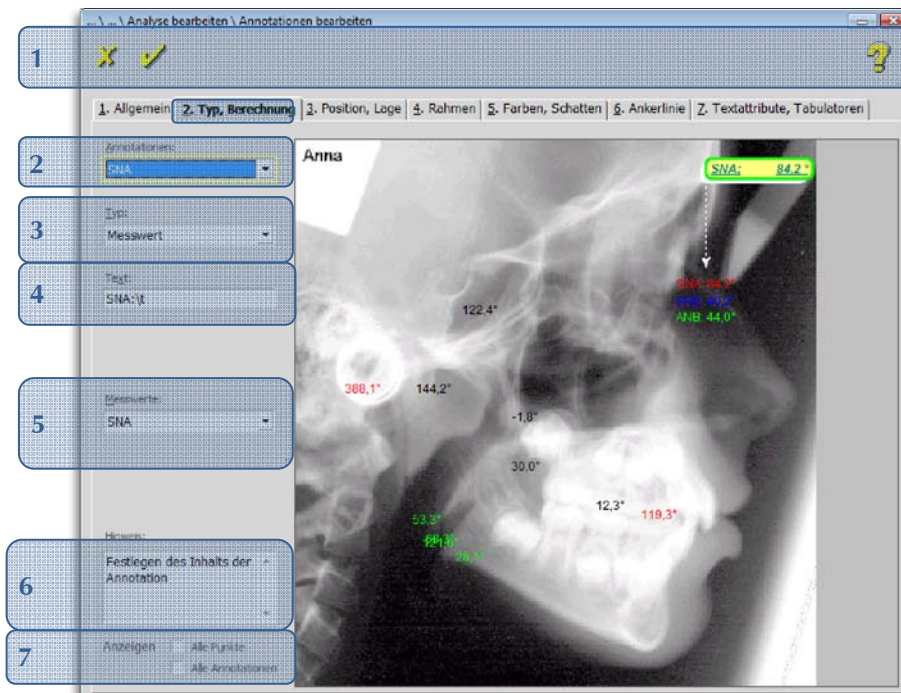 ... \ ... \ Analyse bearbeiten \ Annotationen bearbeiten
1
1. Allgemein 2. Typ, Berechnung 3. Position, Lage 4. Rahmen 5. Farben, Schatten 6. Ankerlinie 7. Textattribute, Tabulatoren
2
Annotationen:
SNA
3
Typ:
Messwert
4
Text:
SNA:\t
5
Messwerte:
SNA
6
Hinweis:
Festlegen des Inhalts der
Annotation
7
Anzeigen Alle Punkte
Alle Annotationen
Anna
SNA: 84.2 °
SNA:
ANB: 44,0°
122,4°
388,1° 144,2°
-1,8°
30,0°
12,3° 119,3°
53,3°
28,1°